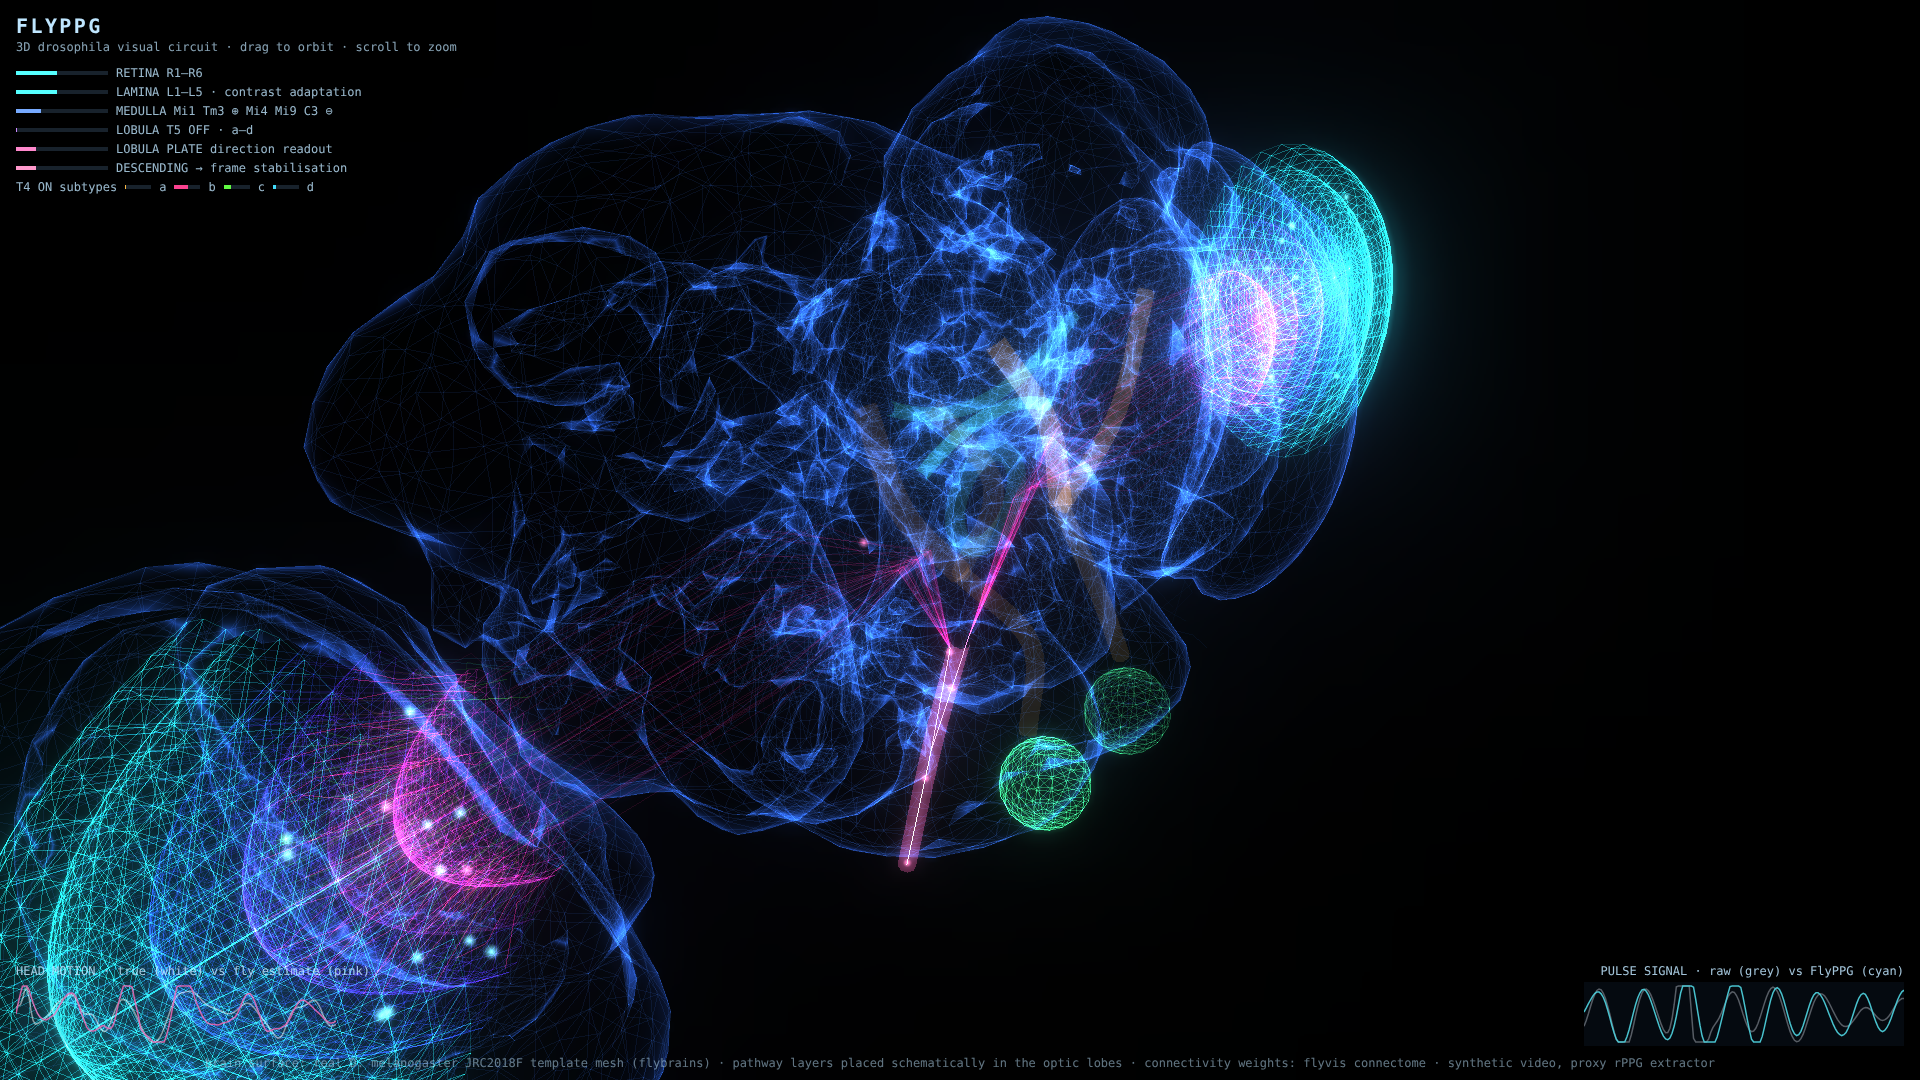 FLYPPG
3D drosophila visual circuit · drag to orbit · scroll to zoom
RETINA R1–R6
LAMINA L1–L5 · contrast adaptation
MEDULLA Mi1 Tm3 ⊕ Mi4 Mi9 C3 ⊖
LOBULA T5 OFF · a–d
LOBULA PLATE direction readout
DESCENDING → frame stabilisation
T4 ON subtypes a b c d
HEAD MOTION · true (white) vs fly estimate (pink)
PULSE SIGNAL · raw (grey) vs FlyPPG (cyan)
brain surface: real D. melanogaster JRC2018F template mesh (flybrains) · pathway layers placed schematically in the optic lobes · connectivity weights: flyvis connectome · synthetic video, proxy rPPG extractor